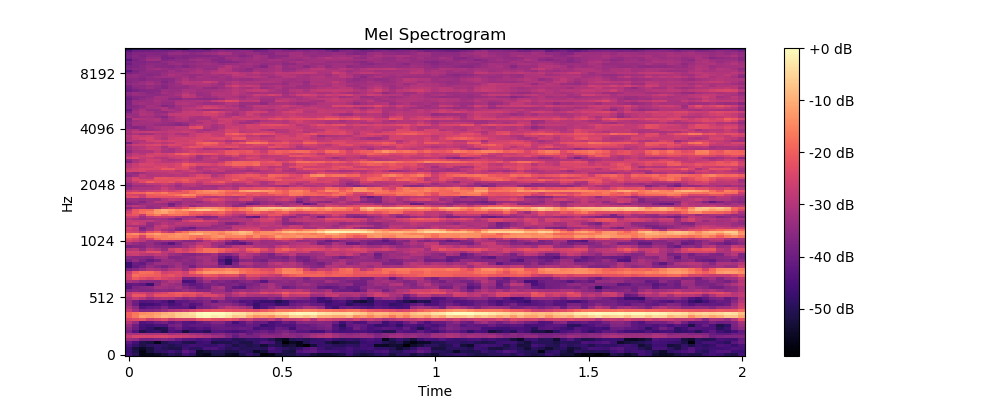 Mel Spectrogram
+0 dB
8192
-10 dB
4096
-20 dB
2048
Hz
-30 dB
1024
-40 dB
512
-50 dB
0
0 0.5 1 1.5 2
Time